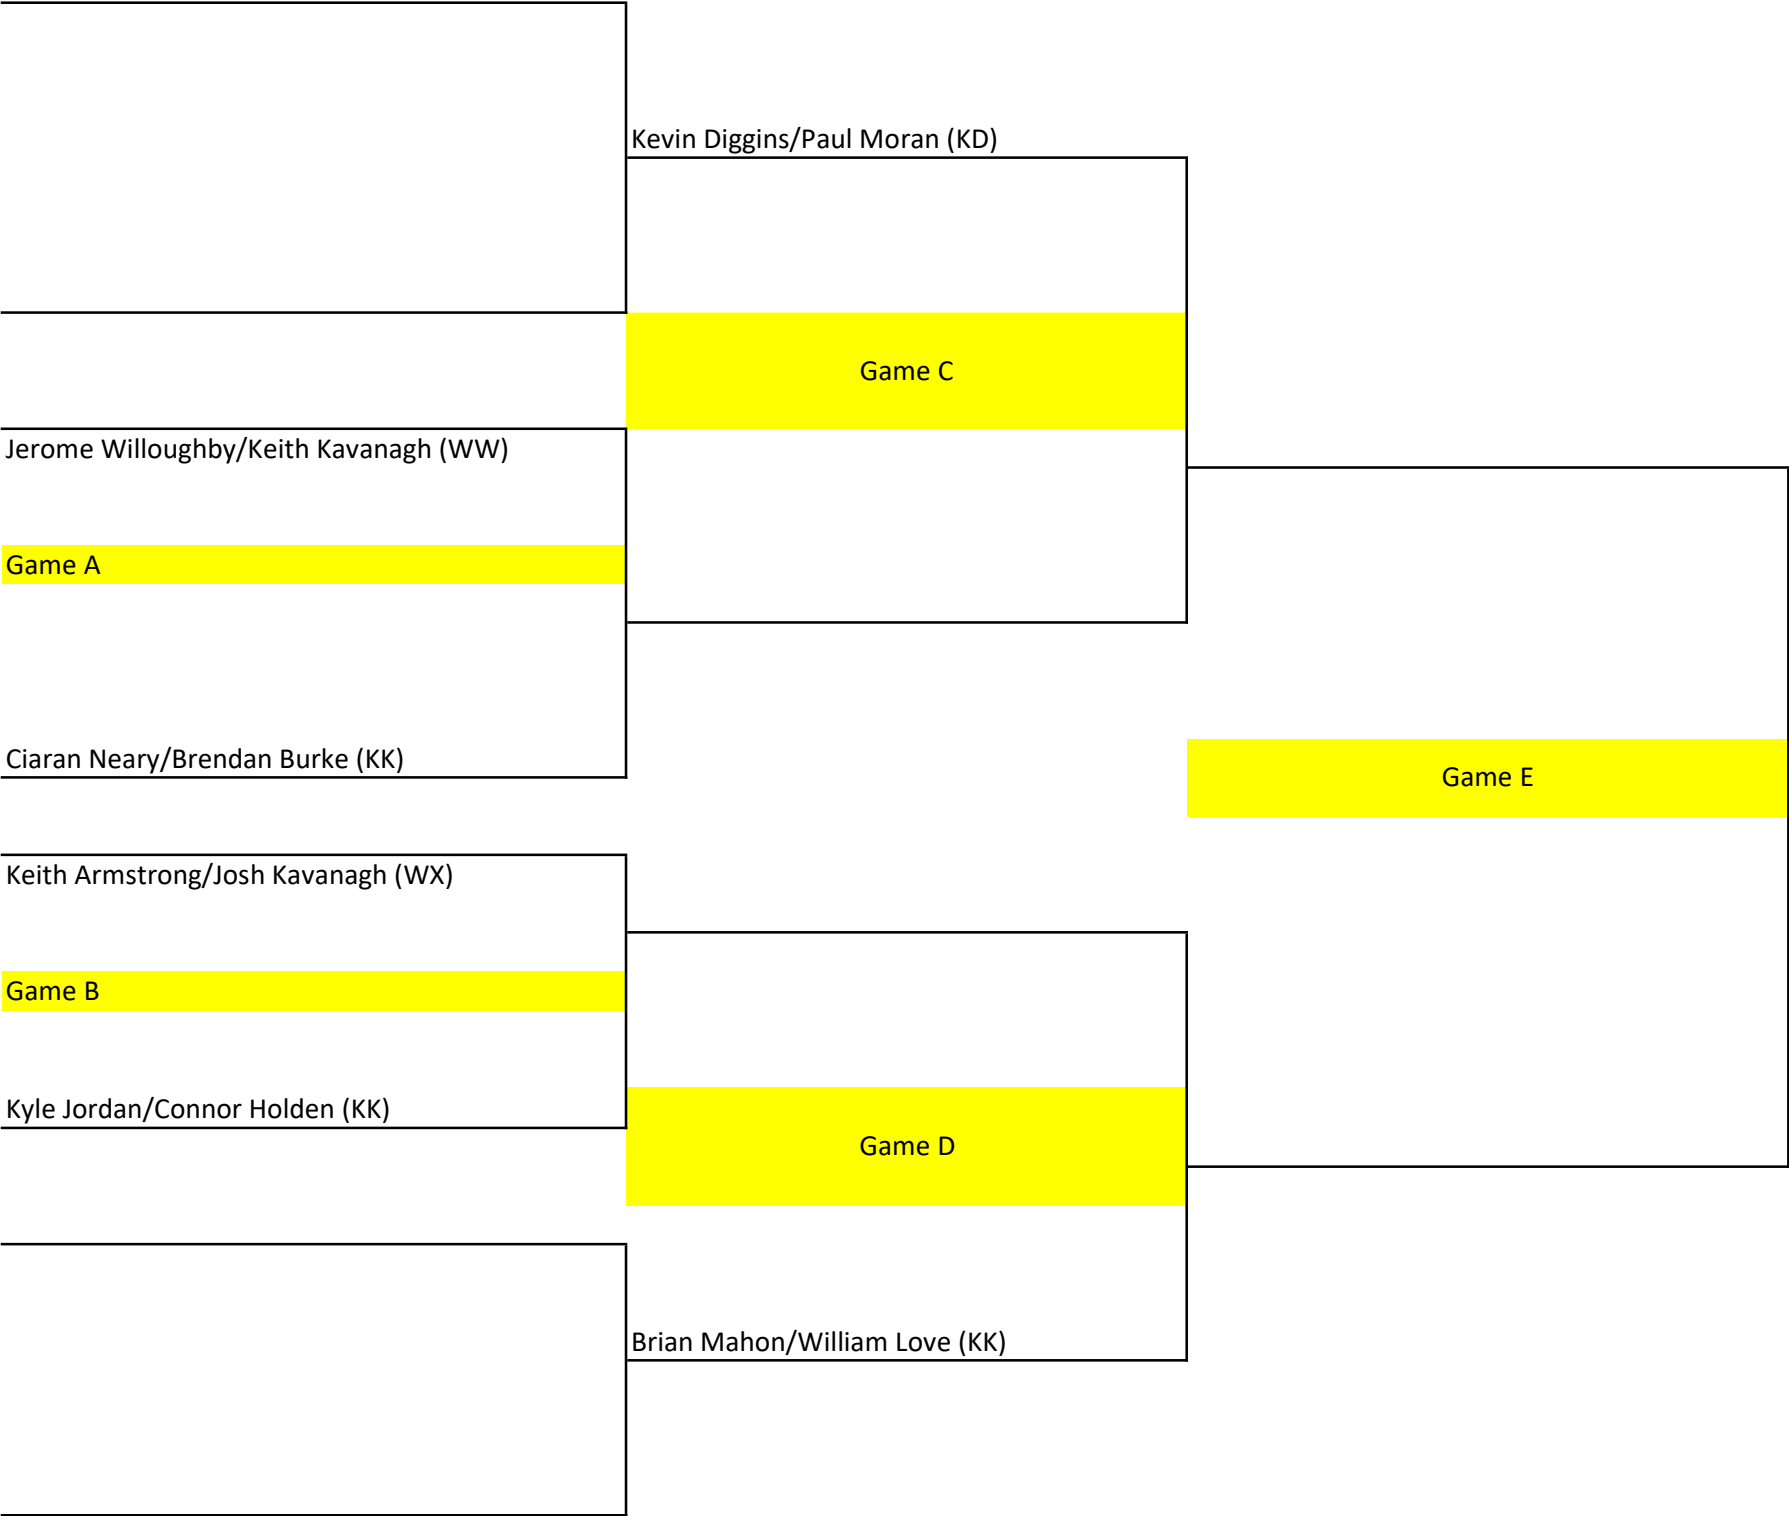 Kevin Diggins/Paul Moran (KD)
Game C
Jerome Willoughby/Keith Kavanagh (WW)
Game A
Ciaran Neary/Brendan Burke (KK)
Game E
Keith Armstrong/Josh Kavanagh (WX)
Game B
Kyle Jordan/Connor Holden (KK)
Game D
Brian Mahon/William Love (KK)